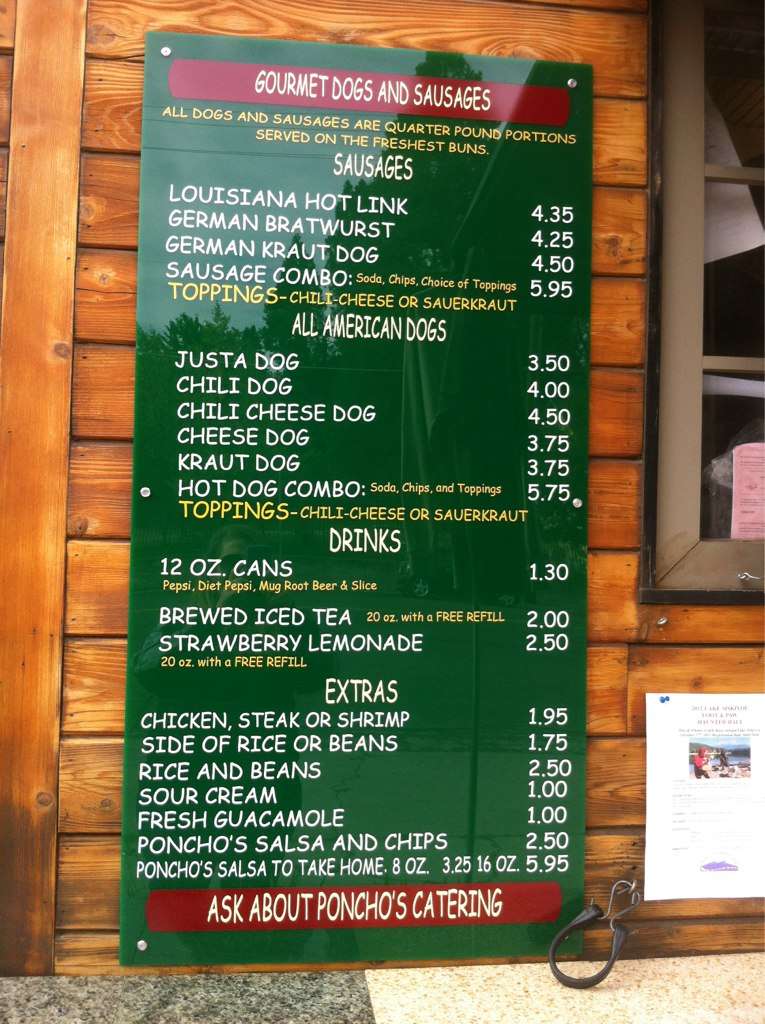 GOURMET DOGS AND SAUSAGES
ALL DOGS AND SAUSAGES ARE QUARTER POUND PORTIONS
SERVED ON THE FRESHEST BUNS.
SAUSAGES
LOUISIANA HOT LINK 4.35
GERMAN BRATWURST 4.25
GERMAN KRAUT DOG 4.50
SAUSAGE COMBO: Soda, Chips, Choice of Toppings 5.95
TOPPINGS-CHILI-CHEESE OR SAUERKRAUT
ALL AMERICAN DOGS
JUSTA DOG 3.50
CHILI DOG 4.00
CHILI CHEESE DOG 4.50
CHEESE DOG 3.75
KRAUT DOG 3.75
HOT DOG COMBO: Soda, Chips, and Toppings 5.75
TOPPINGS-CHILI-CHEESE OR SAUERKRAUT
DRINKS
12 OZ. CANS 1.30
Pepsi, Diet Pepsi, Mug Root Beer & Slice
BREWED ICED TEA 20 oz. with a FREE REFILL 2.00
STRAWBERRY LEMONADE 2.50
20 oz. with a FREE REFILL
EXTRAS
CHICKEN, STEAK OR SHRIMP 1.95
SIDE OF RICE OR BEANS 1.75
RICE AND BEANS 2.50
SOUR CREAM 1.00
FRESH GUACAMOLE 1.00
PONCHO'S SALSA AND CHIPS 2.50
PONCHO'S SALSA TO TAKE HOME. 8 OZ. 3.25 16 OZ. 5.95
ASK ABOUT PONCHO'S CATERING